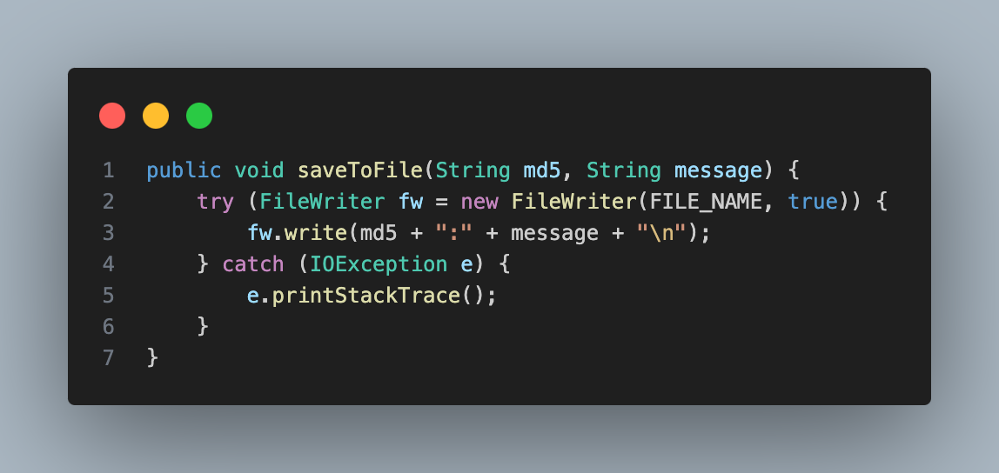 1 public void saveToFile(String md5, String message) {
2     try (FileWriter fw = new FileWriter(FILE_NAME, true)) {
3         fw.write(md5 + ":" + message + "\n");
4     } catch (IOException e) {
5         e.printStackTrace();
6     }
7 }